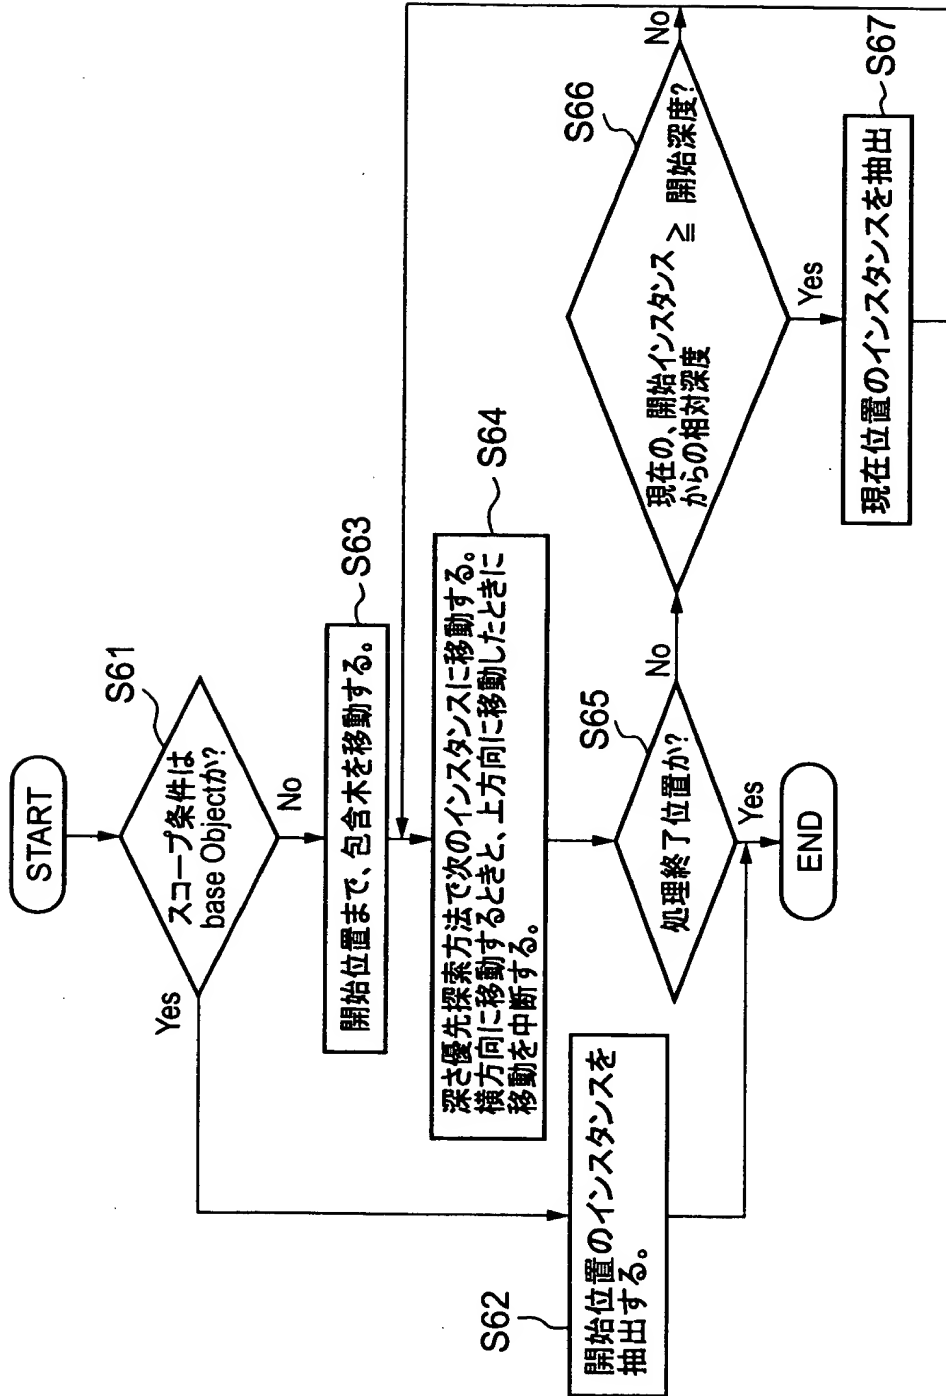 START
S61
スコープ条件は
base Objectか?
Yes
No
S62
開始位置のインスタンスを
抽出する。
S63
開始位置まで、包含木を移動する。
S64
深さ優先探索方法で次のインスタンスに移動する。
横方向に移動するときと、上方向に移動したときに
移動を中断する。
S65
処理終了位置か?
No
Yes
END
S66
現在の、開始インスタンス
からの相対深度
≧ 開始深度?
No
Yes
S67
現在位置のインスタンスを抽出